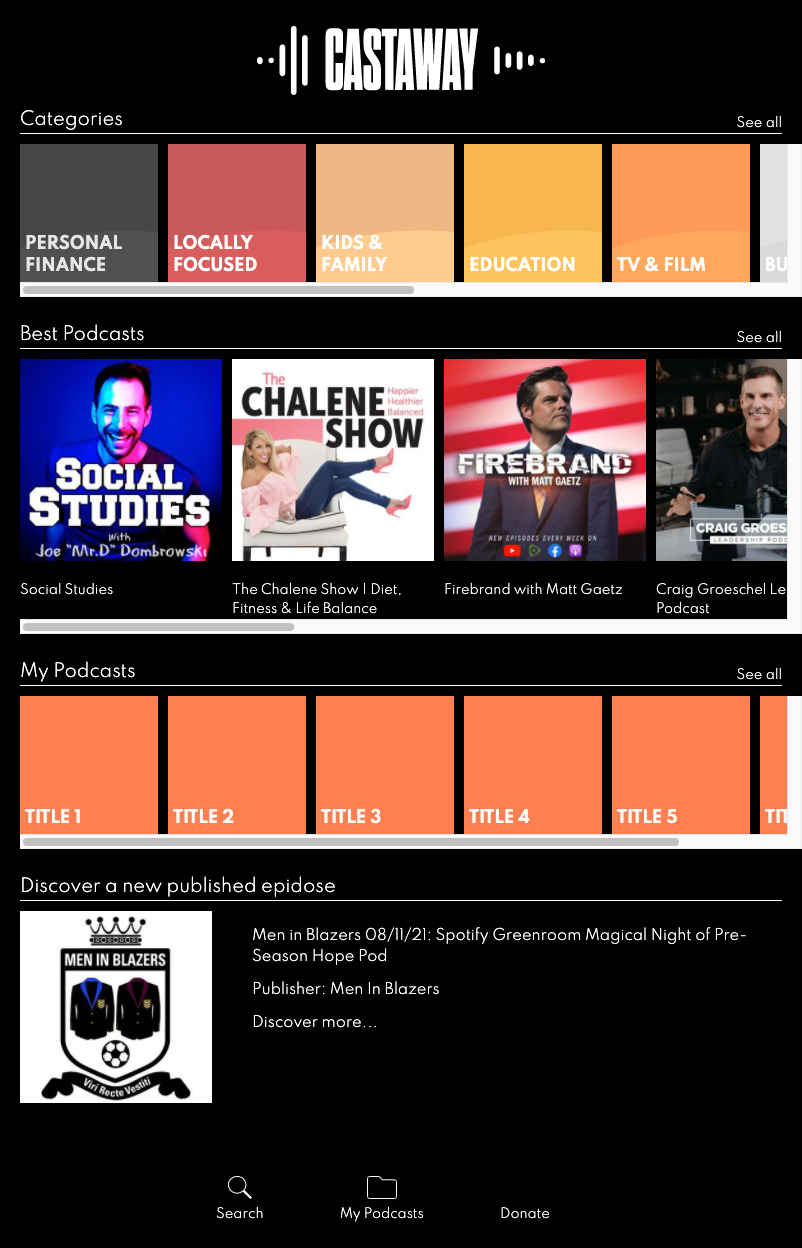 CASTAWAY
Categories
See all
PERSONAL
FINANCE
LOCALLY
FOCUSED
KIDS &
FAMILY
EDUCATION
TV & FILM
BU
Best Podcasts
See all
SOCIAL
STUDIES
With
Joe "Mr.D" Dombrowski
The
CHALENE
SHOW
Happier
Healthier
Balanced
FIREBRAND
WITH MATT GAETZ
NEW EPISODES EVERY WEEK ON
CRAIG GROES
LEADERSHIP PODC
Social Studies
The Chalene Show | Diet,
Fitness & Life Balance
Firebrand with Matt Gaetz
Craig Groeschel Le
Podcast
My Podcasts
See all
TITLE 1
TITLE 2
TITLE 3
TITLE 4
TITLE 5
TIT
Discover a new published epidose
MEN IN BLAZERS
Viri Recte Vestiti
Men in Blazers 08/11/21: Spotify Greenroom Magical Night of Pre-
Season Hope Pod
Publisher: Men In Blazers
Discover more...
Search
My Podcasts
Donate